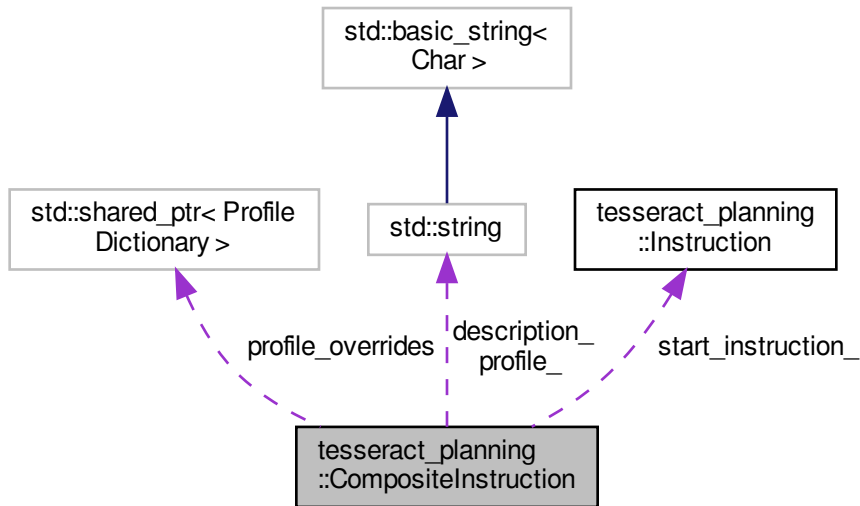 std::basic_string<
Char >
std::shared_ptr< Profile
Dictionary >
std::string
tesseract_planning
::Instruction
profile_overrides
description_
profile_
start_instruction_
tesseract_planning
::CompositeInstruction